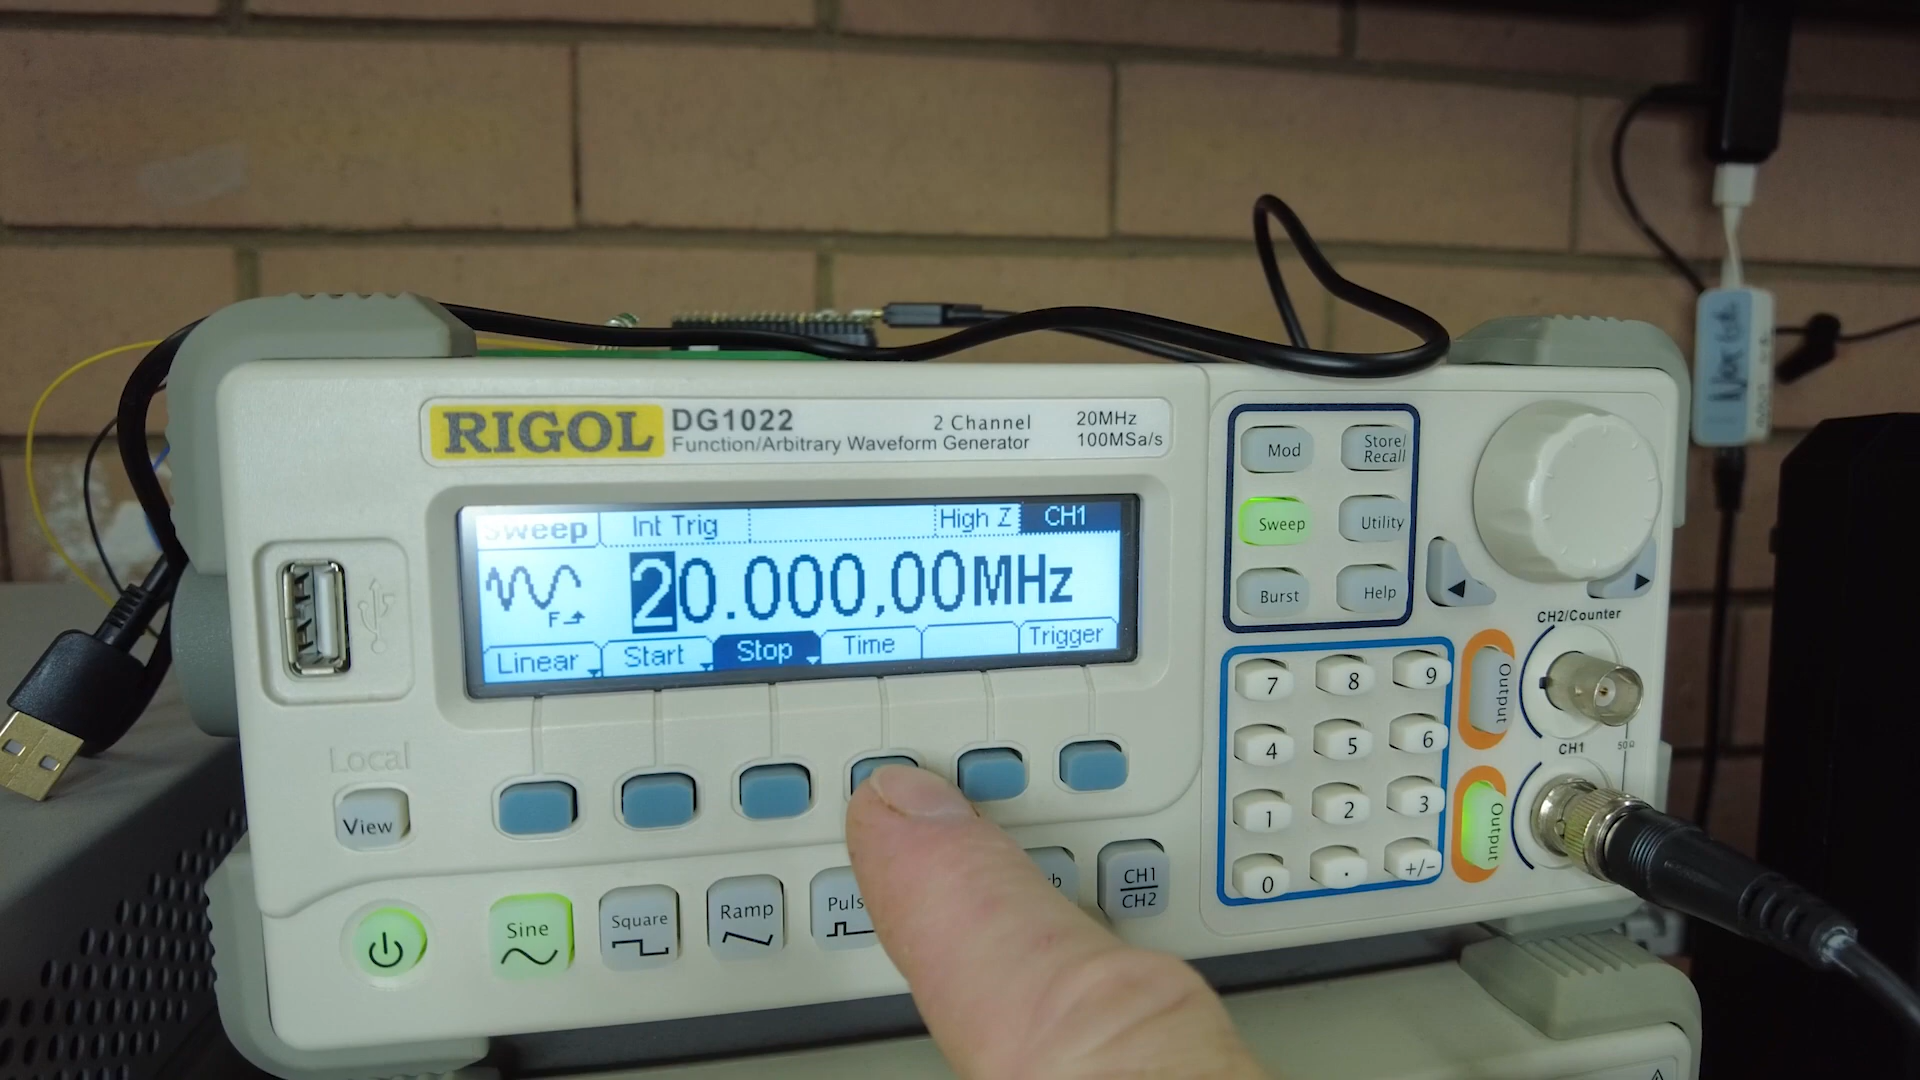 RIGOL DG1022 2 Channel 20MHz
Function/Arbitrary Waveform Generator 100MSa/s
Sweep Int Trig High Z CH1
20.000,00MHz
F
Linear Start Stop Time Trigger
Local
View
Sine Square Ramp Puls
CH1
CH2
Mod Store/
Recall
Sweep Utility
Burst Help
7 8 9
4 5 6
1 2 3
0 . +/-
CH2/Counter
Output
CH1
50Ω
Output